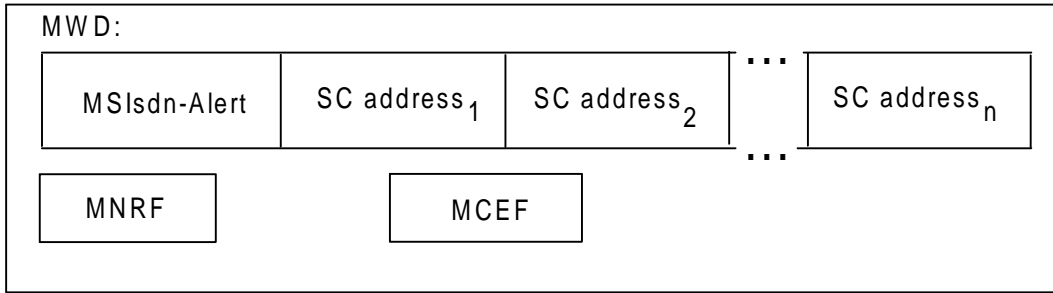 MWD:
...
MSIsdn-Alert SC address1 SC address2 SC addressn
...
MNRF MCEF